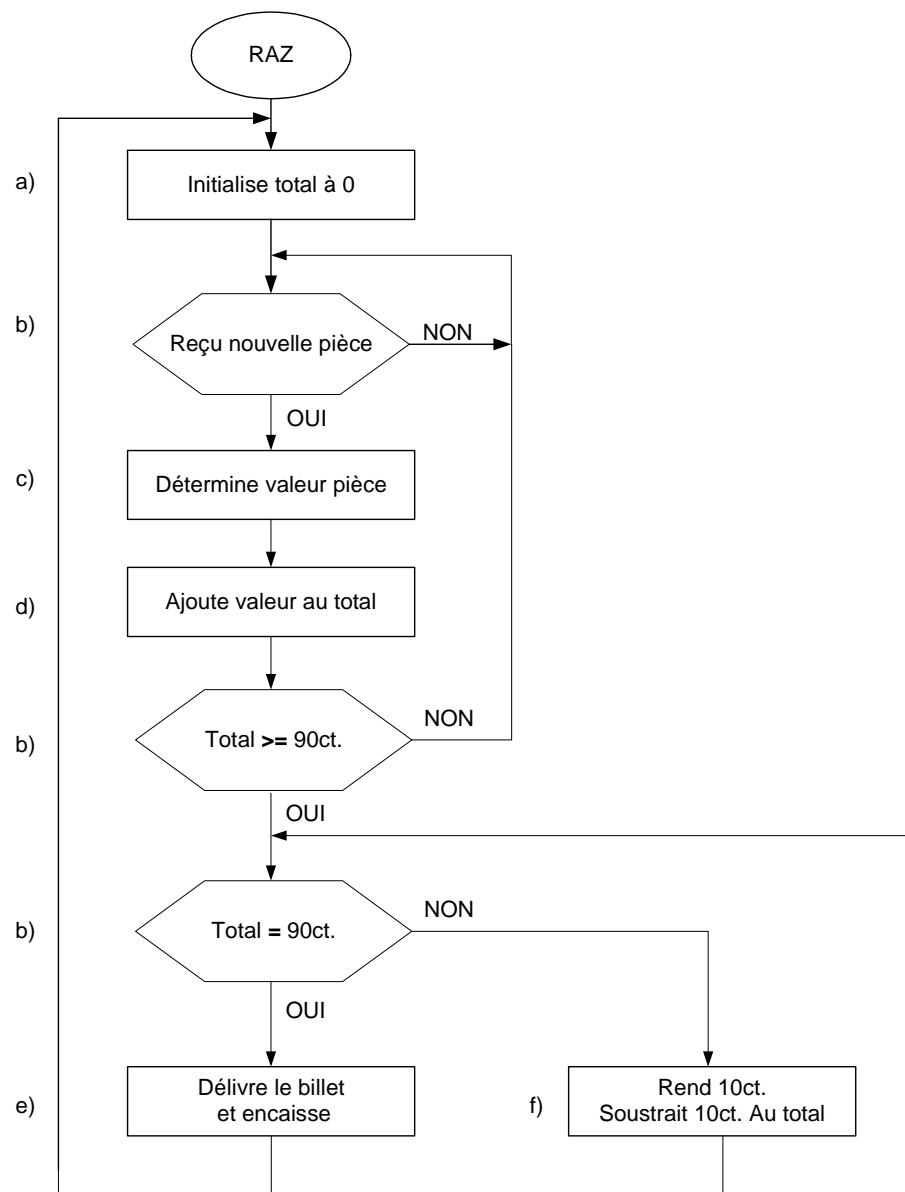 RAZ
a)
Initialise total à 0
b)
Reçu nouvelle pièce
NON
OUI
c)
Détermine valeur pièce
d)
Ajoute valeur au total
b)
Total >= 90ct.
NON
OUI
b)
Total = 90ct.
NON
OUI
e)
Délivre le billet
et encaisse
f)
Rend 10ct.
Soustrait 10ct. Au total